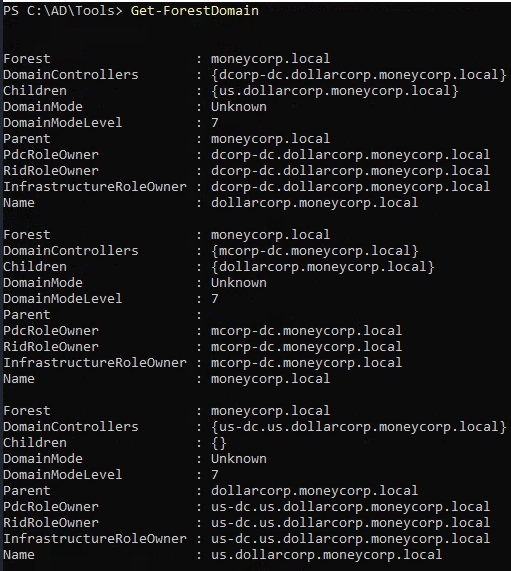 PS C:\AD\Tools> Get-ForestDomain
Forest : moneycorp.local
DomainControllers : {dcorp-dc.dollarcorp.moneycorp.local}
Children : {us.dollarcorp.moneycorp.local}
DomainMode : Unknown
DomainModeLevel : 7
Parent : moneycorp.local
PdcRoleOwner : dcorp-dc.dollarcorp.moneycorp.local
RidRoleOwner : dcorp-dc.dollarcorp.moneycorp.local
InfrastructureRoleOwner : dcorp-dc.dollarcorp.moneycorp.local
Name : dollarcorp.moneycorp.local
Forest : moneycorp.local
DomainControllers : {mcorp-dc.moneycorp.local}
Children : {dollarcorp.moneycorp.local}
DomainMode : Unknown
DomainModeLevel : 7
Parent :
PdcRoleOwner : mcorp-dc.moneycorp.local
RidRoleOwner : mcorp-dc.moneycorp.local
InfrastructureRoleOwner : mcorp-dc.moneycorp.local
Name : moneycorp.local
Forest : moneycorp.local
DomainControllers : {us-dc.us.dollarcorp.moneycorp.local}
Children : {}
DomainMode : Unknown
DomainModeLevel : 7
Parent : dollarcorp.moneycorp.local
PdcRoleOwner : us-dc.us.dollarcorp.moneycorp.local
RidRoleOwner : us-dc.us.dollarcorp.moneycorp.local
InfrastructureRoleOwner : us-dc.us.dollarcorp.moneycorp.local
Name : us.dollarcorp.moneycorp.local